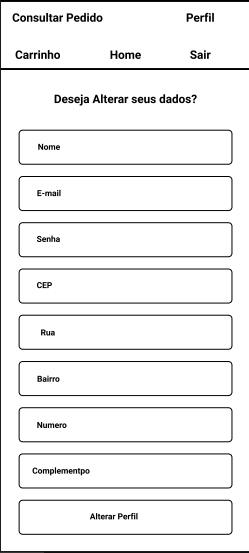 Consultar Pedido Perfil
Carrinho Home Sair
Deseja Alterar seus dados?
Nome
E-mail
Senha
CEP
Rua
Bairro
Numero
Complementpo
Alterar Perfil